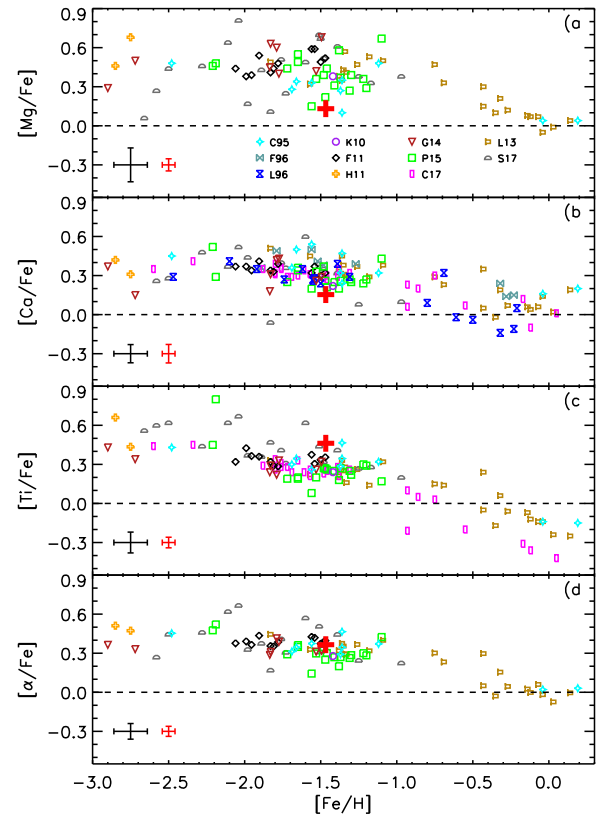 (a
0.9
0.6
0.3
0.0
−0.3
[Mg/Fe]
C95 K10 G14 L13
F96 F11 P15 S17
L96 H11 C17
(b
0.9
0.6
0.3
0.0
−0.3
[Ca/Fe]
(c
0.9
0.6
0.3
0.0
−0.3
[Ti/Fe]
(d
0.9
0.6
0.3
0.0
−0.3
[α/Fe]
−3.0 −2.5 −2.0 −1.5 −1.0 −0.5 0.0
[Fe/H]